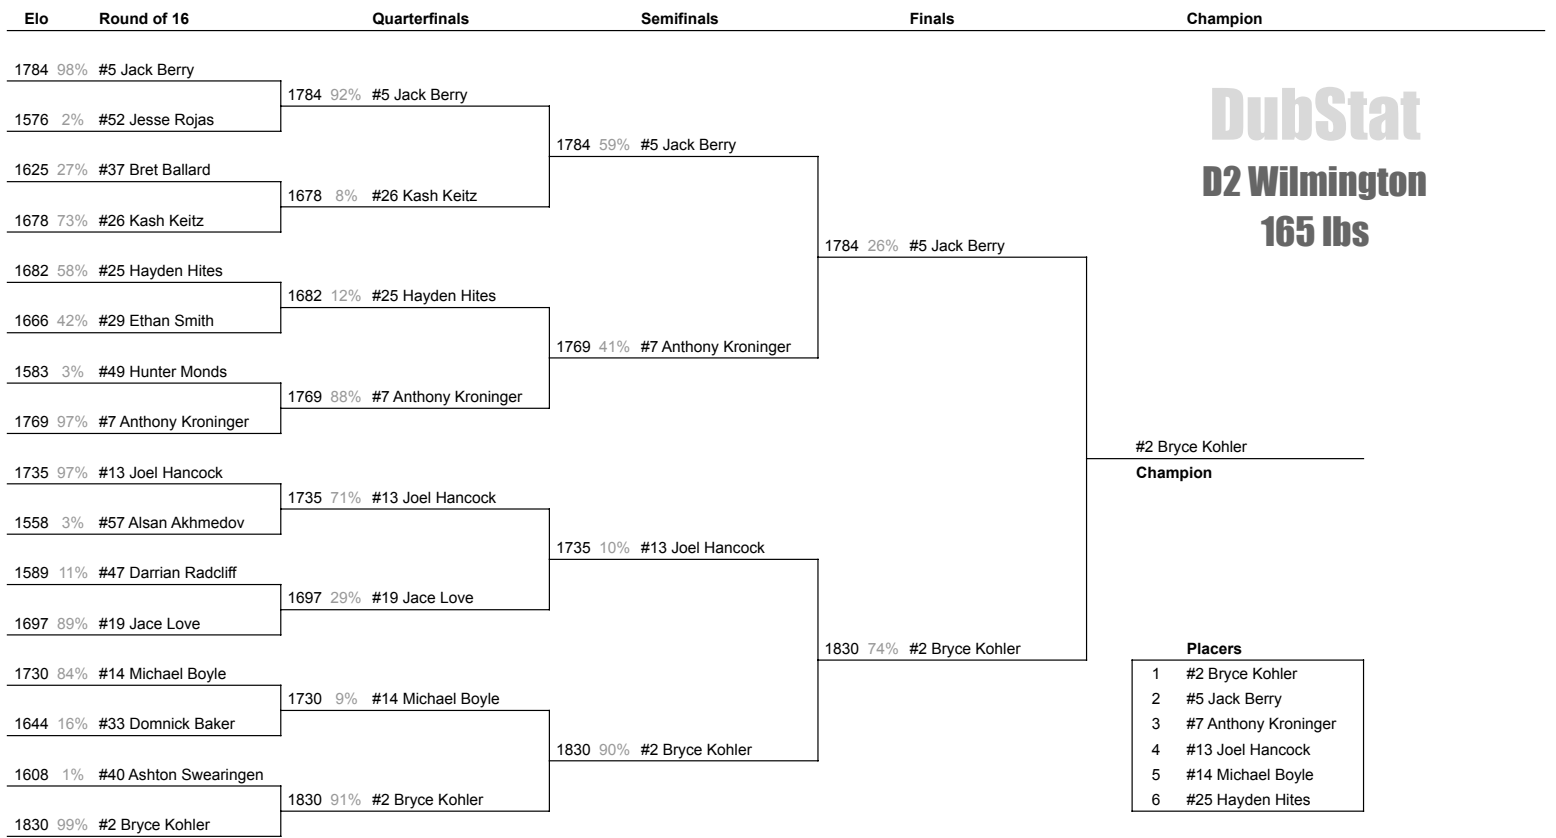 Elo Round of 16 Quarterfinals Semifinals Finals Champion
1784 98% #5 Jack Berry
1784 92% #5 Jack Berry
1576 2% #52 Jesse Rojas
1784 59% #5 Jack Berry
1625 27% #37 Bret Ballard
1678 8% #26 Kash Keitz
1678 73% #26 Kash Keitz
1784 26% #5 Jack Berry
1682 58% #25 Hayden Hites
1682 12% #25 Hayden Hites
1666 42% #29 Ethan Smith
1769 41% #7 Anthony Kroninger
1583 3% #49 Hunter Monds
1769 88% #7 Anthony Kroninger
1769 97% #7 Anthony Kroninger
#2 Bryce Kohler
Champion
1735 97% #13 Joel Hancock
1735 71% #13 Joel Hancock
1558 3% #57 Alsan Akhmedov
1735 10% #13 Joel Hancock
1589 11% #47 Darrian Radcliff
1697 29% #19 Jace Love
1697 89% #19 Jace Love
1830 74% #2 Bryce Kohler
1730 84% #14 Michael Boyle
1730 9% #14 Michael Boyle
1644 16% #33 Domnick Baker
1830 90% #2 Bryce Kohler
1608 1% #40 Ashton Swearingen
1830 91% #2 Bryce Kohler
1830 99% #2 Bryce Kohler
DubStat
D2 Wilmington
165 lbs
Placers
1 #2 Bryce Kohler
2 #5 Jack Berry
3 #7 Anthony Kroninger
4 #13 Joel Hancock
5 #14 Michael Boyle
6 #25 Hayden Hites